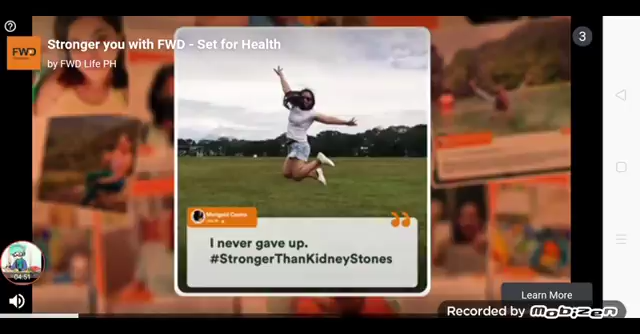 Stronger you with FWD - Set for Health
FWD
by FWD Life PH
3
Marigold Castro
I never gave up.
#StrongerThanKidneyStones
04:51
Learn More
Recorded by Mobizen